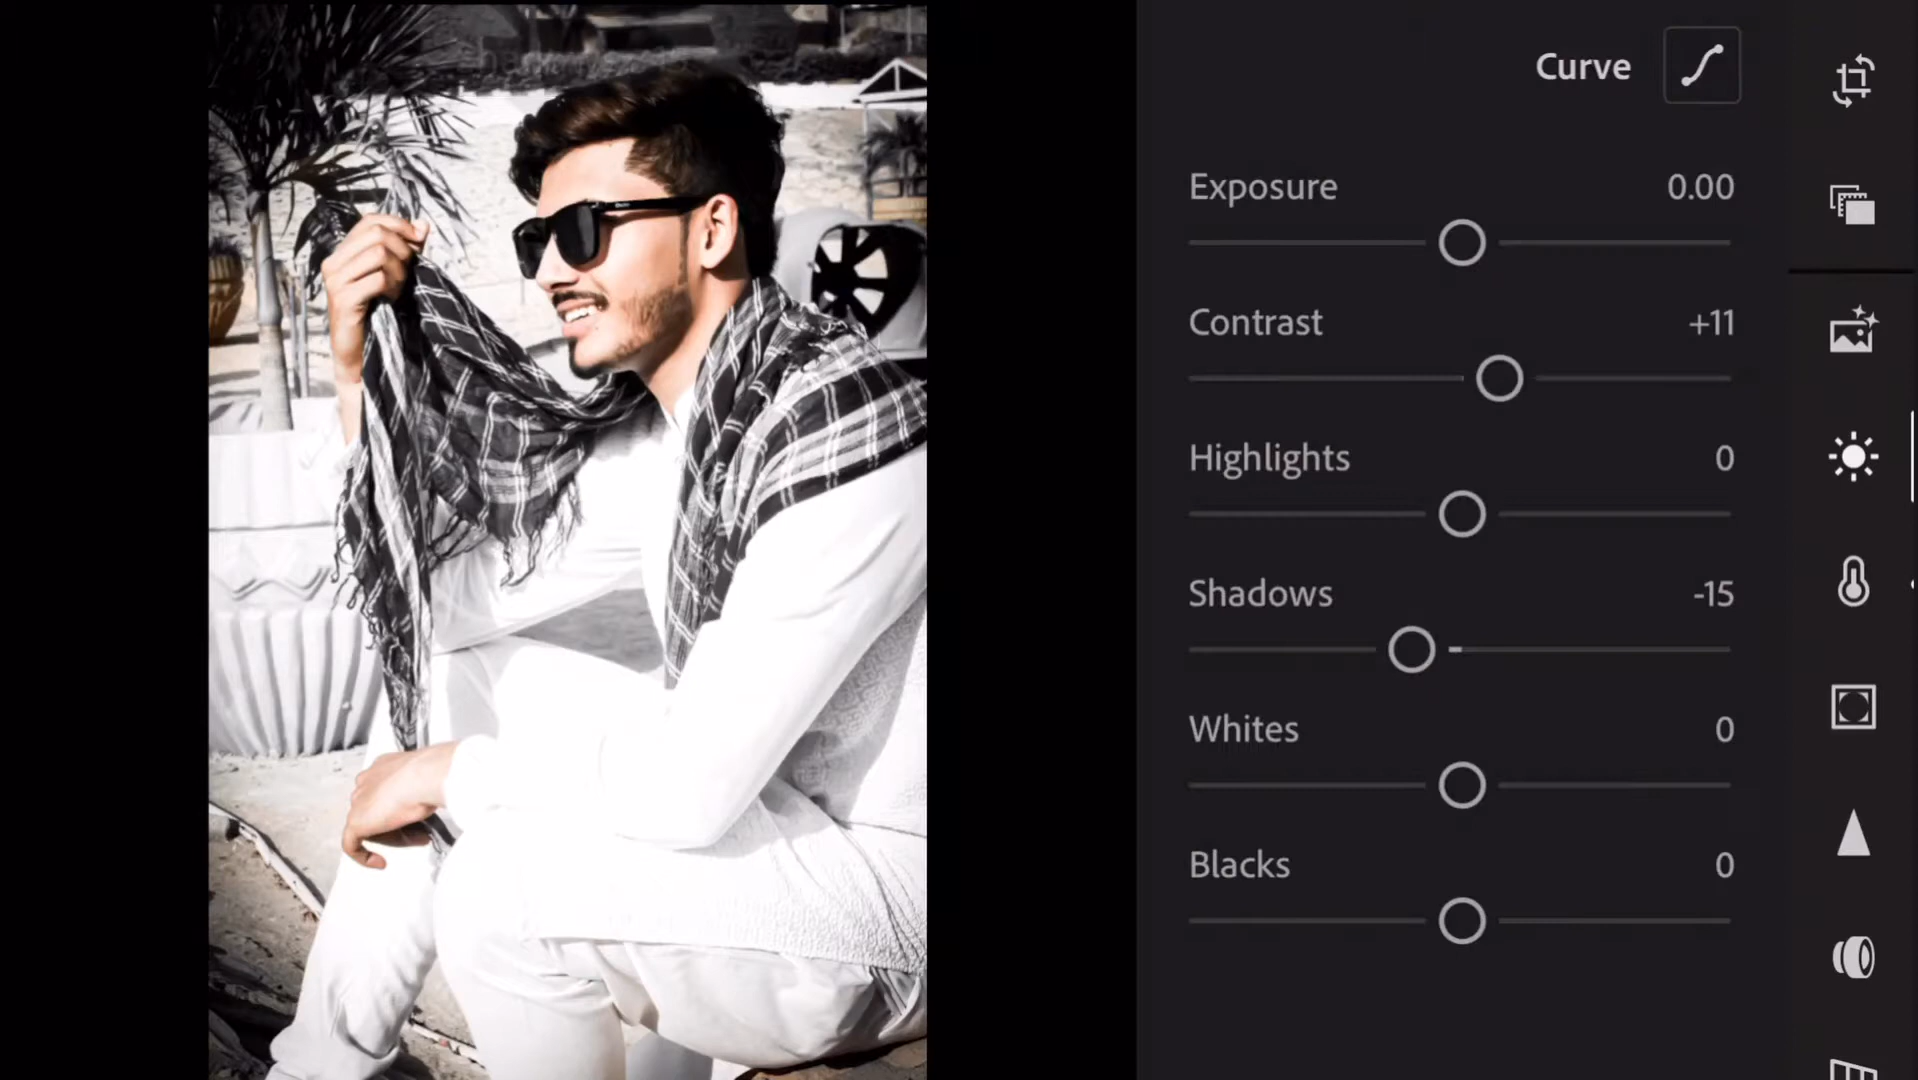 Curve
Exposure 0.00
Contrast +11
Highlights 0
Shadows -15
Whites 0
Blacks 0